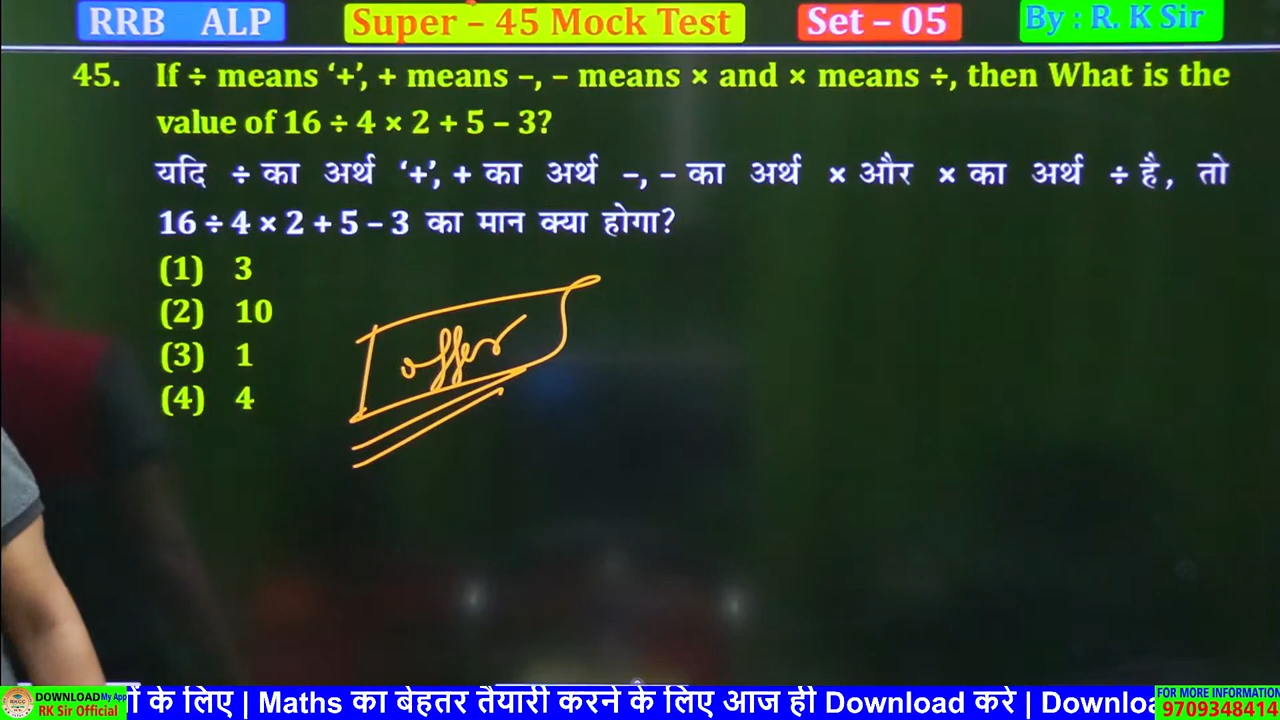 RRB ALP
Super – 45 Mock Test
Set – 05
By : R. K Sir
45. If ÷ means ‘+’, + means –, – means × and × means ÷, then What is the
value of 16 ÷ 4 × 2 + 5 – 3?
यदि ÷ का अर्थ ‘+’, + का अर्थ –, – का अर्थ × और × का अर्थ ÷ है, तो
16 ÷ 4 × 2 + 5 – 3 का मान क्या होगा?
(1) 3
(2) 10
(3) 1
(4) 4
offer
DOWNLOAD My App
RK Sir Official
के लिए | Maths का बेहतर तैयारी करने के लिए आज ही Download करे |
FOR MORE INFORMATION
9709348414